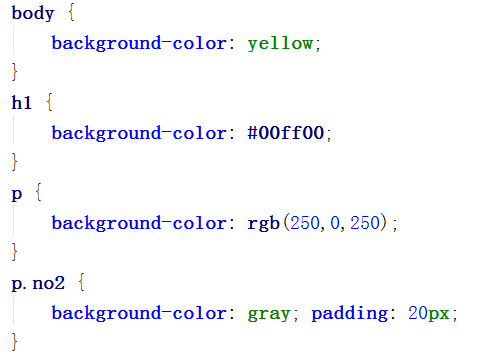 body {
    background-color: yellow;
}
h1 {
    background-color: #00ff00;
}
p {
    background-color: rgb(250,0,250);
}
p.no2 {
    background-color: gray; padding: 20px;
}